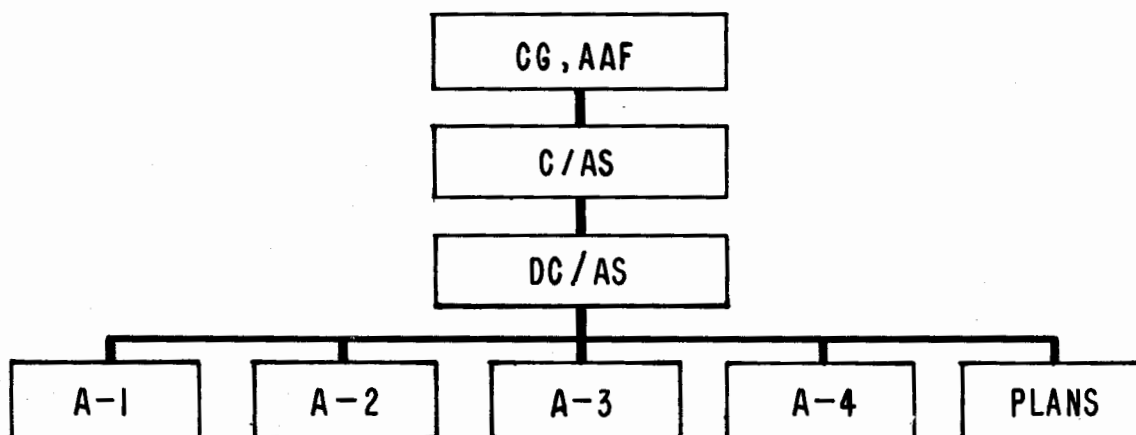 CG, AAF
C/AS
DC/AS
A-1
A-2
A-3
A-4
PLANS